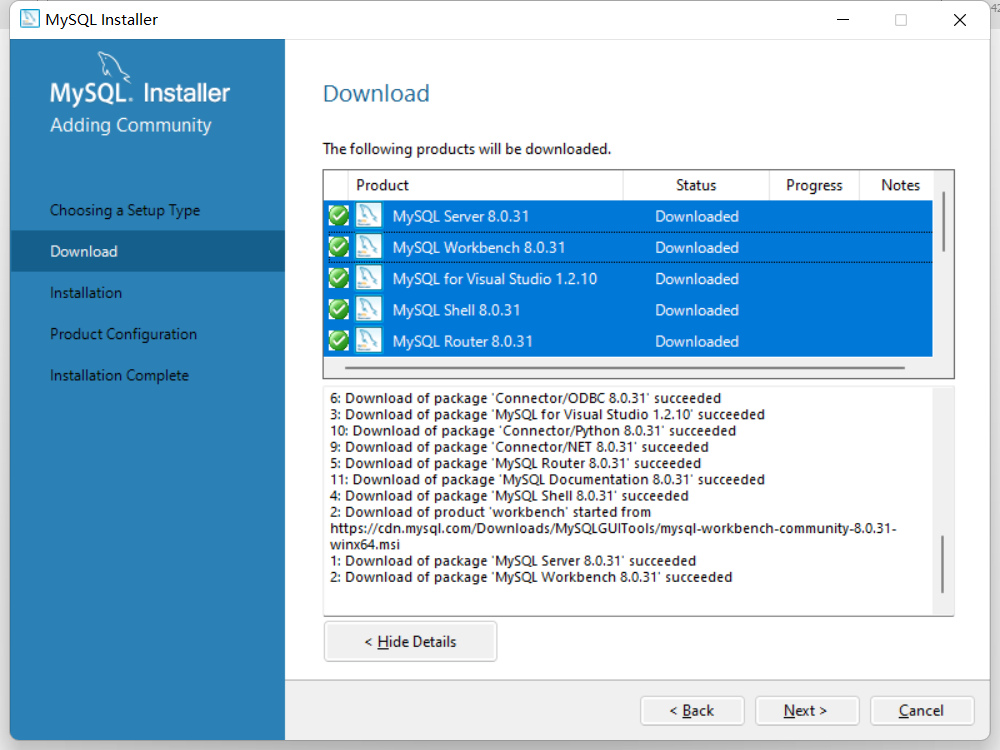 MySQL Installer
MySQL. Installer
Adding Community
Choosing a Setup Type
Download
Installation
Product Configuration
Installation Complete
Download
The following products will be downloaded.
Product Status Progress Notes
MySQL Server 8.0.31 Downloaded
MySQL Workbench 8.0.31 Downloaded
MySQL for Visual Studio 1.2.10 Downloaded
MySQL Shell 8.0.31 Downloaded
MySQL Router 8.0.31 Downloaded
6: Download of package 'Connector/ODBC 8.0.31' succeeded
3: Download of package 'MySQL for Visual Studio 1.2.10' succeeded
10: Download of package 'Connector/Python 8.0.31' succeeded
9: Download of package 'Connector/NET 8.0.31' succeeded
5: Download of package 'MySQL Router 8.0.31' succeeded
11: Download of package 'MySQL Documentation 8.0.31' succeeded
4: Download of package 'MySQL Shell 8.0.31' succeeded
2: Download of product 'workbench' started from
https://cdn.mysql.com/Downloads/MySQLGUITools/mysql-workbench-community-8.0.31-
winx64.msi
1: Download of package 'MySQL Server 8.0.31' succeeded
2: Download of package 'MySQL Workbench 8.0.31' succeeded
< Hide Details
< Back Next > Cancel